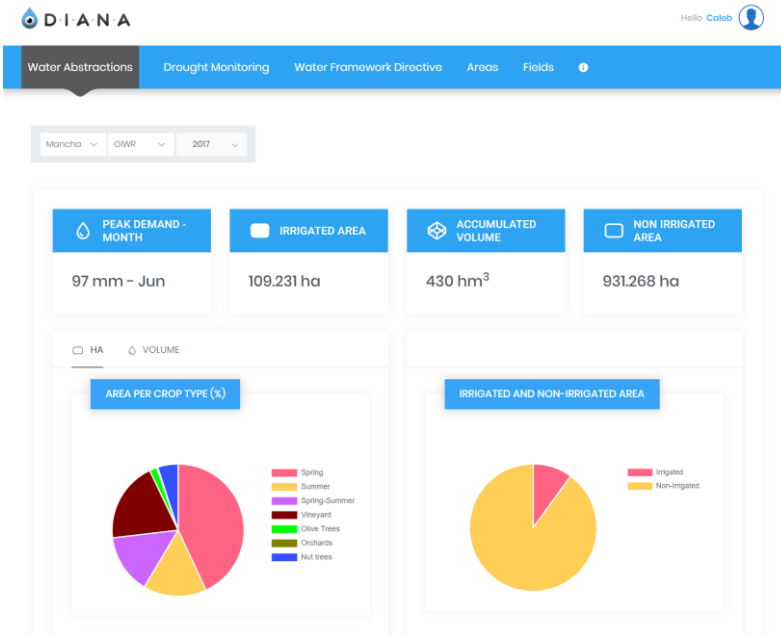 D·I·A·N·A
Hello Caleb
Water Abstractions Drought Monitoring Water Framework Directive Areas Fields i
Mancha GIWR 2017
PEAK DEMAND -
MONTH
IRRIGATED AREA
ACCUMULATED
VOLUME
NON IRRIGATED
AREA
97 mm - Jun
109.231 ha
430 hm³
931.268 ha
HA VOLUME
AREA PER CROP TYPE (%)
Spring
Summer
Spring-Summer
Vineyard
Olive Trees
Orchards
Nut trees
IRRIGATED AND NON-IRRIGATED AREA
Irrigated
Non-Irrigated